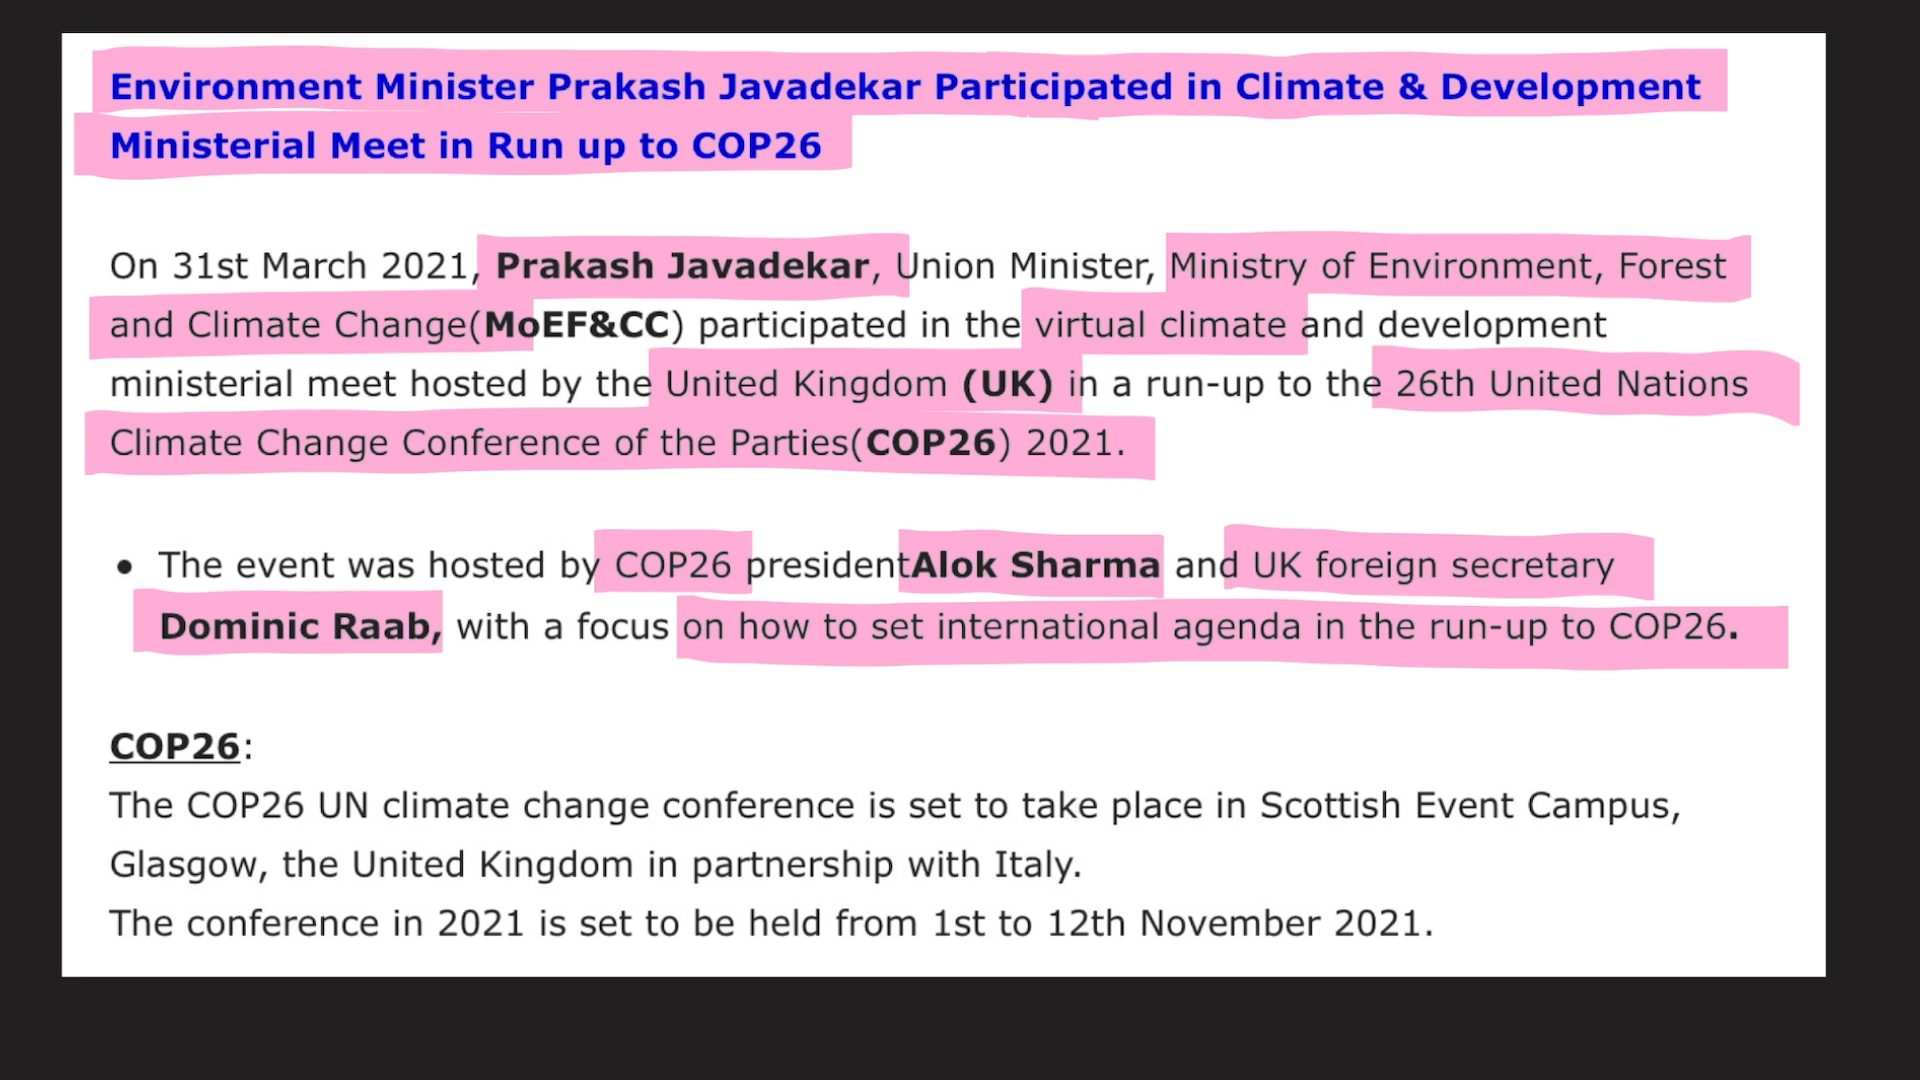 Environment Minister Prakash Javadekar Participated in Climate & Development
Ministerial Meet in Run up to COP26
On 31st March 2021, Prakash Javadekar, Union Minister, Ministry of Environment, Forest
and Climate Change(MoEF&CC) participated in the virtual climate and development
ministerial meet hosted by the United Kingdom (UK) in a run-up to the 26th United Nations
Climate Change Conference of the Parties(COP26) 2021.
• The event was hosted by COP26 presidentAlok Sharma and UK foreign secretary
Dominic Raab, with a focus on how to set international agenda in the run-up to COP26.
COP26:
The COP26 UN climate change conference is set to take place in Scottish Event Campus,
Glasgow, the United Kingdom in partnership with Italy.
The conference in 2021 is set to be held from 1st to 12th November 2021.